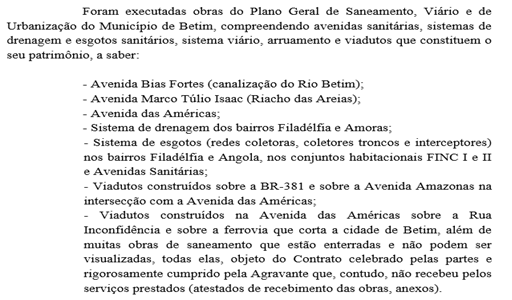 Foram executadas obras do Plano Geral de Saneamento, Viário e de
Urbanização do Município de Betim, compreendendo avenidas sanitárias, sistemas de
drenagem e esgotos sanitários, sistema viário, arruamento e viadutos que constituem o
seu patrimônio, a saber:
- Avenida Bias Fortes (canalização do Rio Betim);
- Avenida Marco Túlio Isaac (Riacho das Areias);
- Avenida das Américas;
- Sistema de drenagem dos bairros Filadélfia e Amoras;
- Sistema de esgotos (redes coletoras, coletores troncos e interceptores)
nos bairros Filadélfia e Angola, nos conjuntos habitacionais FINC I e II
e Avenidas Sanitárias;
- Viadutos construídos sobre a BR-381 e sobre a Avenida Amazonas na
intersecção com a Avenida das Américas;
- Viadutos construídos na Avenida das Américas sobre a Rua
Inconfidência e sobre a ferrovia que corta a cidade de Betim, além de
muitas obras de saneamento que estão enterradas e não podem ser
visualizadas, todas elas, objeto do Contrato celebrado pelas partes e
rigorosamente cumprido pela Agravante que, contudo, não recebeu pelos
serviços prestados (atestados de recebimento das obras, anexos).